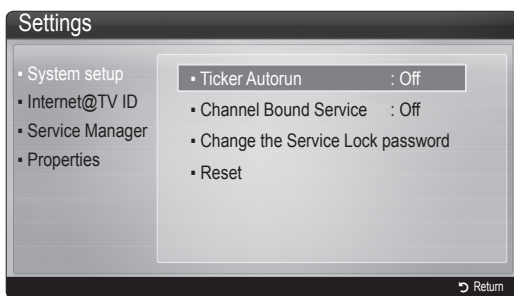 Settings
▪ System setup
▪ Internet@TV ID
▪ Service Manager
▪ Properties
▪ Ticker Autorun : Off
▪ Channel Bound Service : Off
▪ Change the Service Lock password
▪ Reset
Return